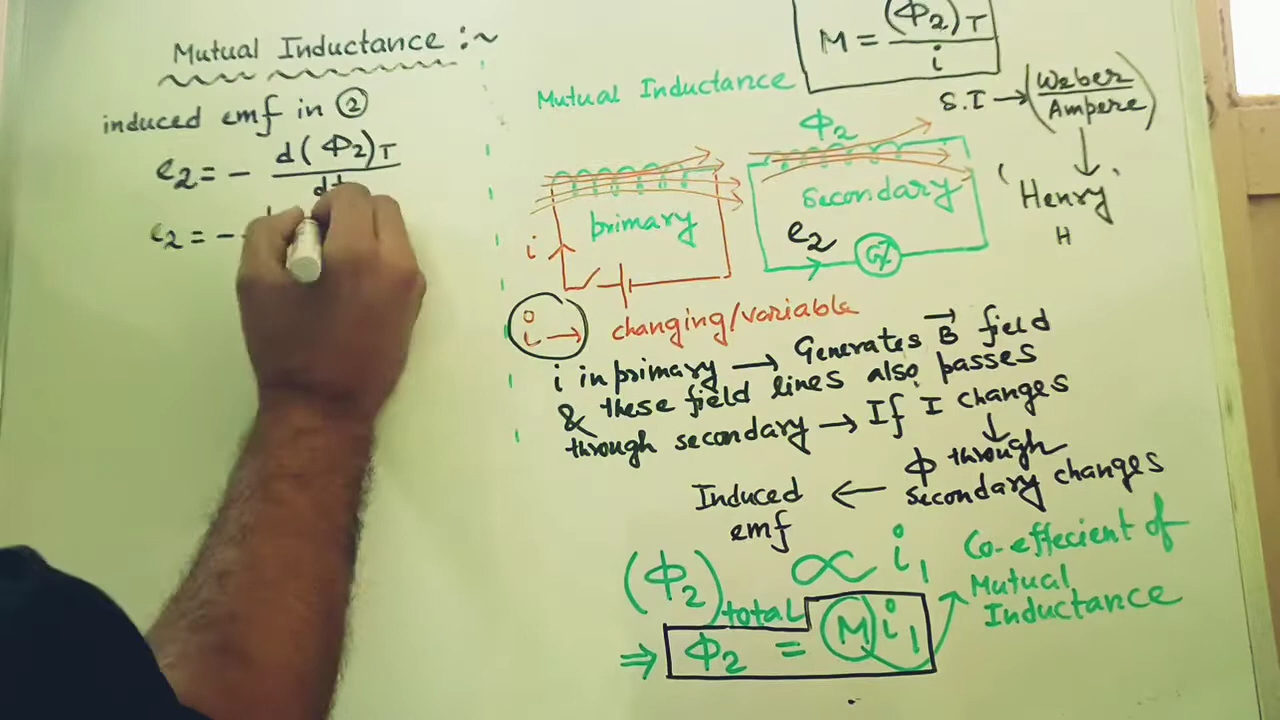 Mutual Inductance :~
induced emf in ②
e2 = - d(Φ2)T
dt
e2 = -
M = (Φ2)T
i
Mutual Inductance
S.I → (Weber
Ampere)
'Henry'
H
Φ2
primary
secondary
i
e2
G
i → changing/variable
i in primary → Generates B⃗ field
& these field lines also passes
through secondary → If I changes
↓
Φ through
secondary changes
Induced ←
emf
(Φ2)total ∝ i1
⇒ Φ2 = M i1
Co-effecient of
Mutual
Inductance